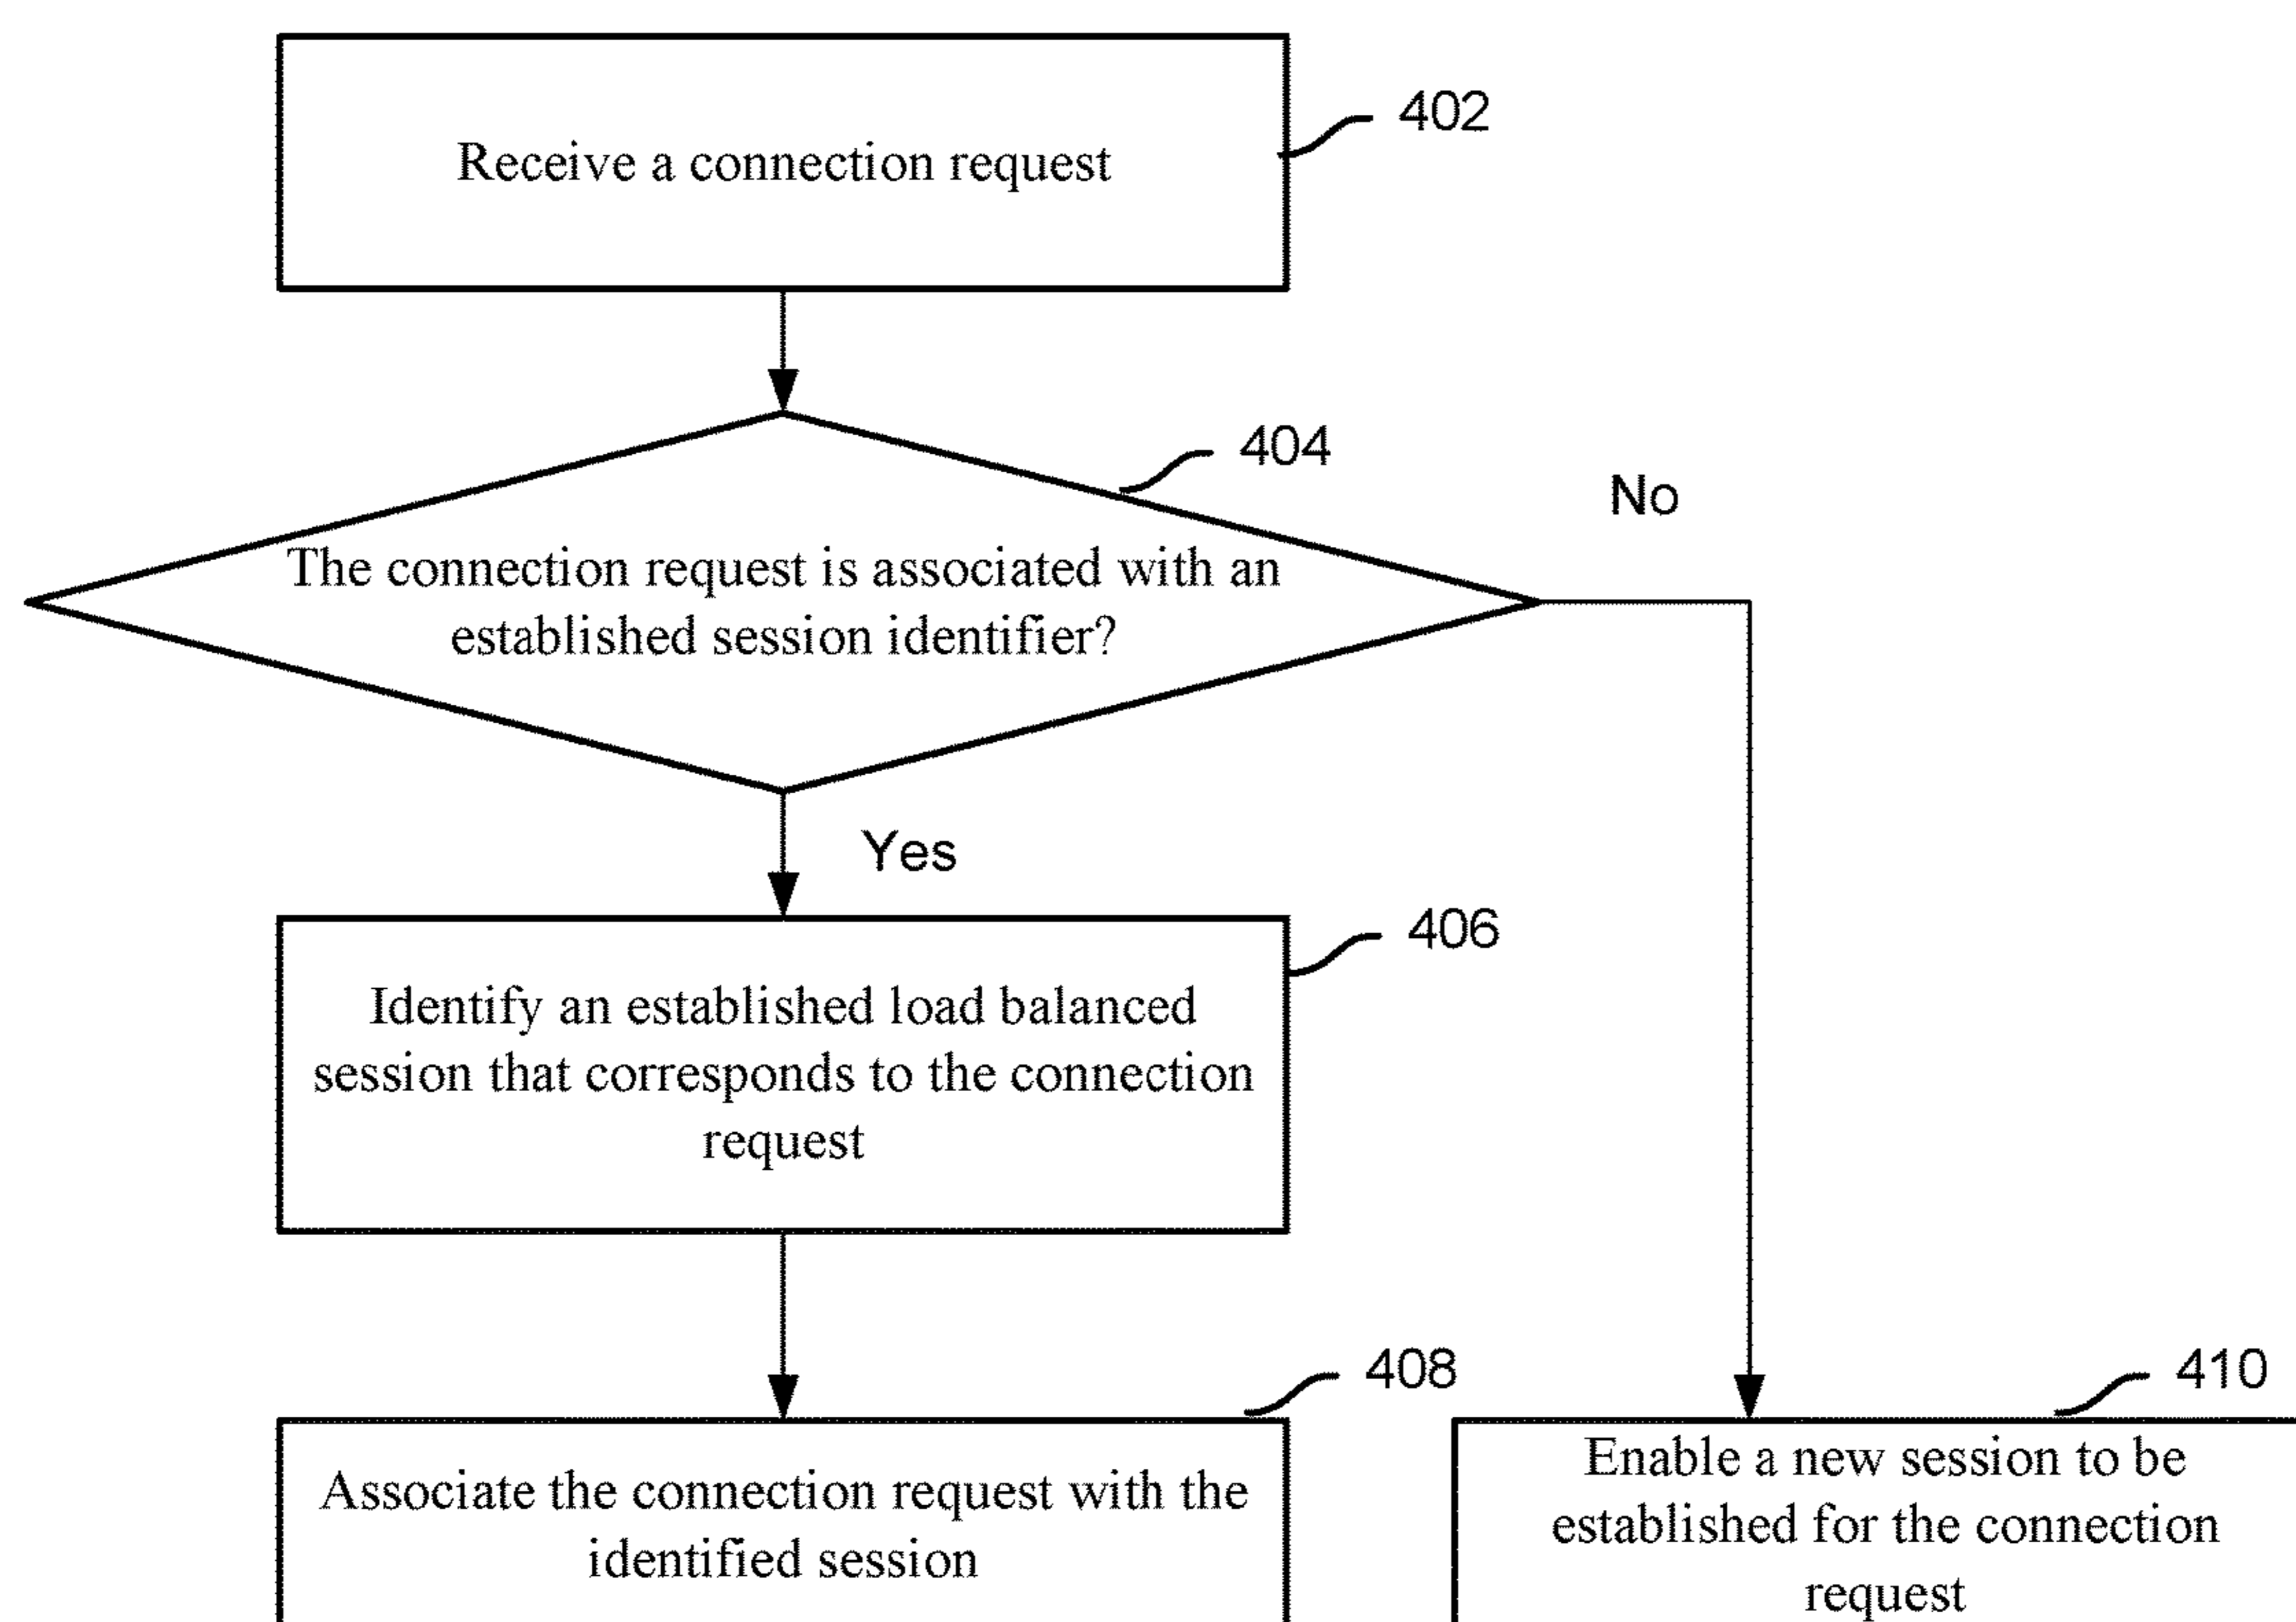 402
Receive a connection request
404
No
The connection request is associated with an
established session identifier?
Yes
406
Identify an established load balanced
session that corresponds to the connection
request
408
410
Associate the connection request with the
identified session
Enable a new session to be
established for the connection
request